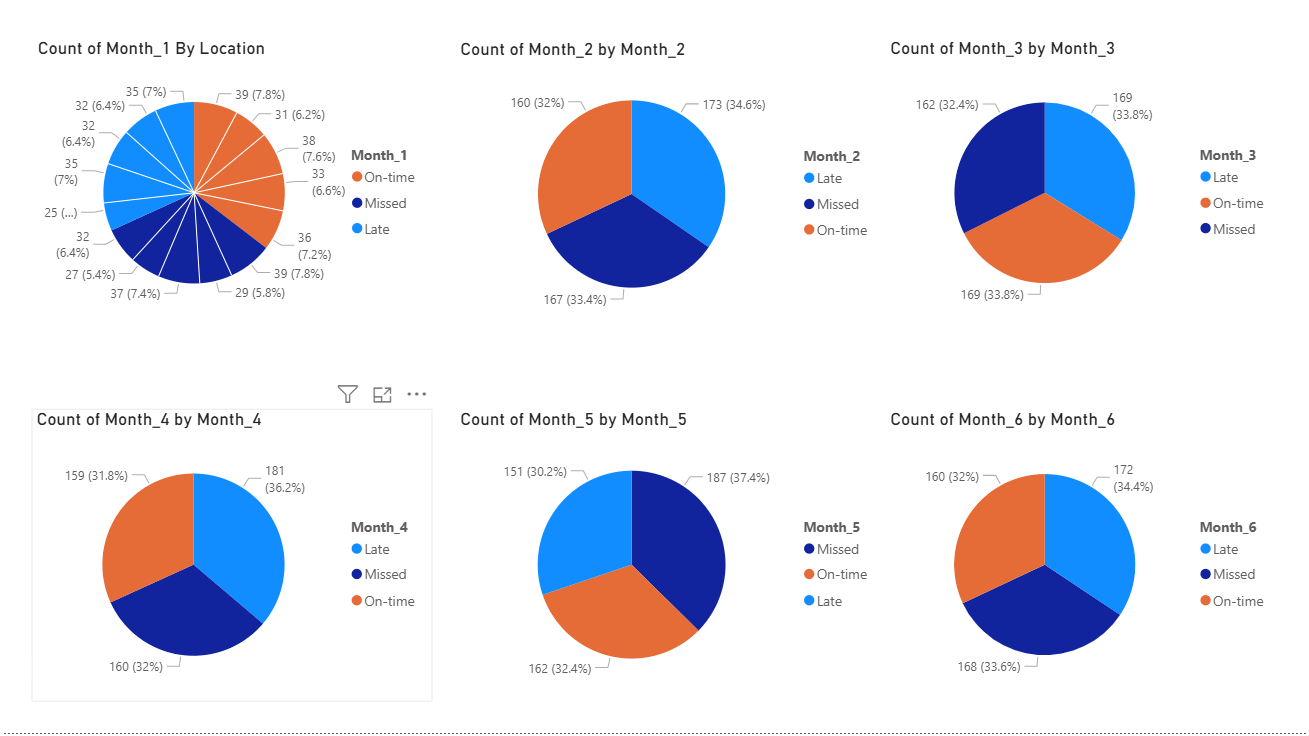 Count of Month_1 By Location
35 (7%)
39 (7.8%)
32 (6.4%)
31 (6.2%)
32
(6.4%)
38
(7.6%)
35
(7%)
33
(6.6%)
25 (...)
32
(6.4%)
36
(7.2%)
27 (5.4%)
39 (7.8%)
37 (7.4%)
29 (5.8%)
Month_1
On-time
Missed
Late
Count of Month_2 by Month_2
160 (32%)
173 (34.6%)
167 (33.4%)
Month_2
Late
Missed
On-time
Count of Month_3 by Month_3
162 (32.4%)
169
(33.8%)
169 (33.8%)
Month_3
Late
On-time
Missed
Count of Month_4 by Month_4
159 (31.8%)
181
(36.2%)
160 (32%)
Month_4
Late
Missed
On-time
Count of Month_5 by Month_5
151 (30.2%)
187 (37.4%)
162 (32.4%)
Month_5
Missed
On-time
Late
Count of Month_6 by Month_6
160 (32%)
172
(34.4%)
168 (33.6%)
Month_6
Late
Missed
On-time